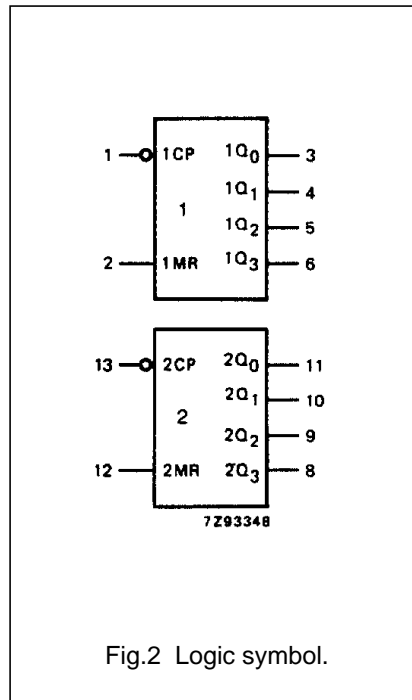 1 1CP 1Q0 3
1Q1 4
1 1Q2 5
2 1MR 1Q3 6
13 2CP 2Q0 11
2Q1 10
2 2Q2 9
12 2MR 2Q3 8
7Z93348
Fig.2 Logic symbol.